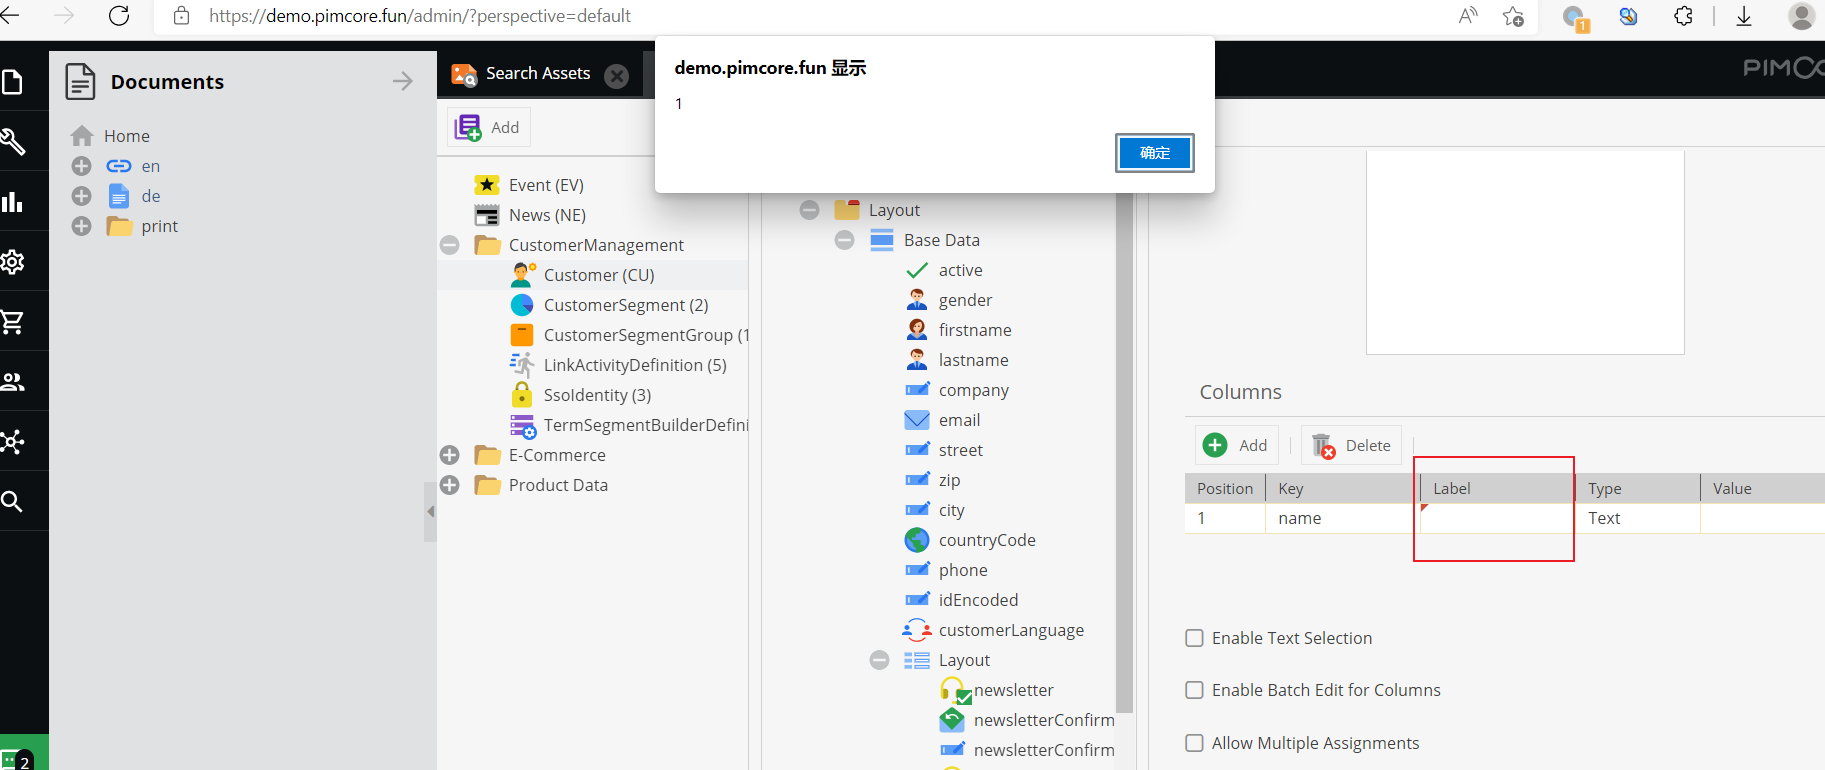 https://demo.pimcore.fun/admin/?perspective=default
1
demo.pimcore.fun 显示
1
确定
Documents
Search Assets
Add
Home
en
de
print
Event (EV)
News (NE)
CustomerManagement
Customer (CU)
CustomerSegment (2)
CustomerSegmentGroup (1
LinkActivityDefinition (5)
SsoIdentity (3)
TermSegmentBuilderDefini
E-Commerce
Product Data
Layout
Base Data
active
gender
firstname
lastname
company
email
street
zip
city
countryCode
phone
idEncoded
customerLanguage
Layout
newsletter
newsletterConfirm
newsletterConfirm
Columns
Add
Delete
Position Key Label Type Value
1 name Text
Enable Text Selection
Enable Batch Edit for Columns
Allow Multiple Assignments
2